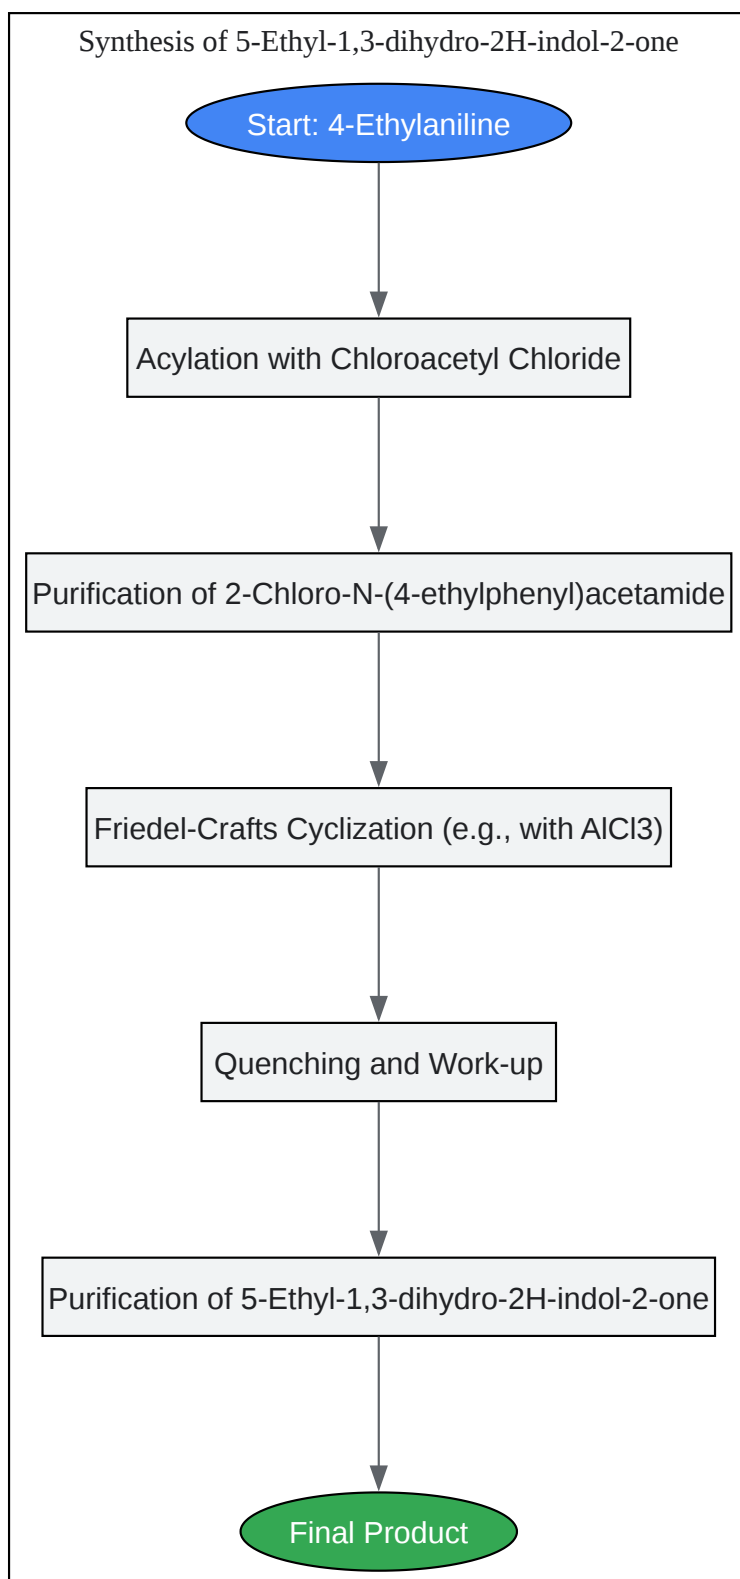 Synthesis of 5-Ethyl-1,3-dihydro-2H-indol-2-one
Start: 4-Ethylaniline
Acylation with Chloroacetyl Chloride
Purification of 2-Chloro-N-(4-ethylphenyl)acetamide
Friedel-Crafts Cyclization (e.g., with AlCl3)
Quenching and Work-up
Purification of 5-Ethyl-1,3-dihydro-2H-indol-2-one
Final Product